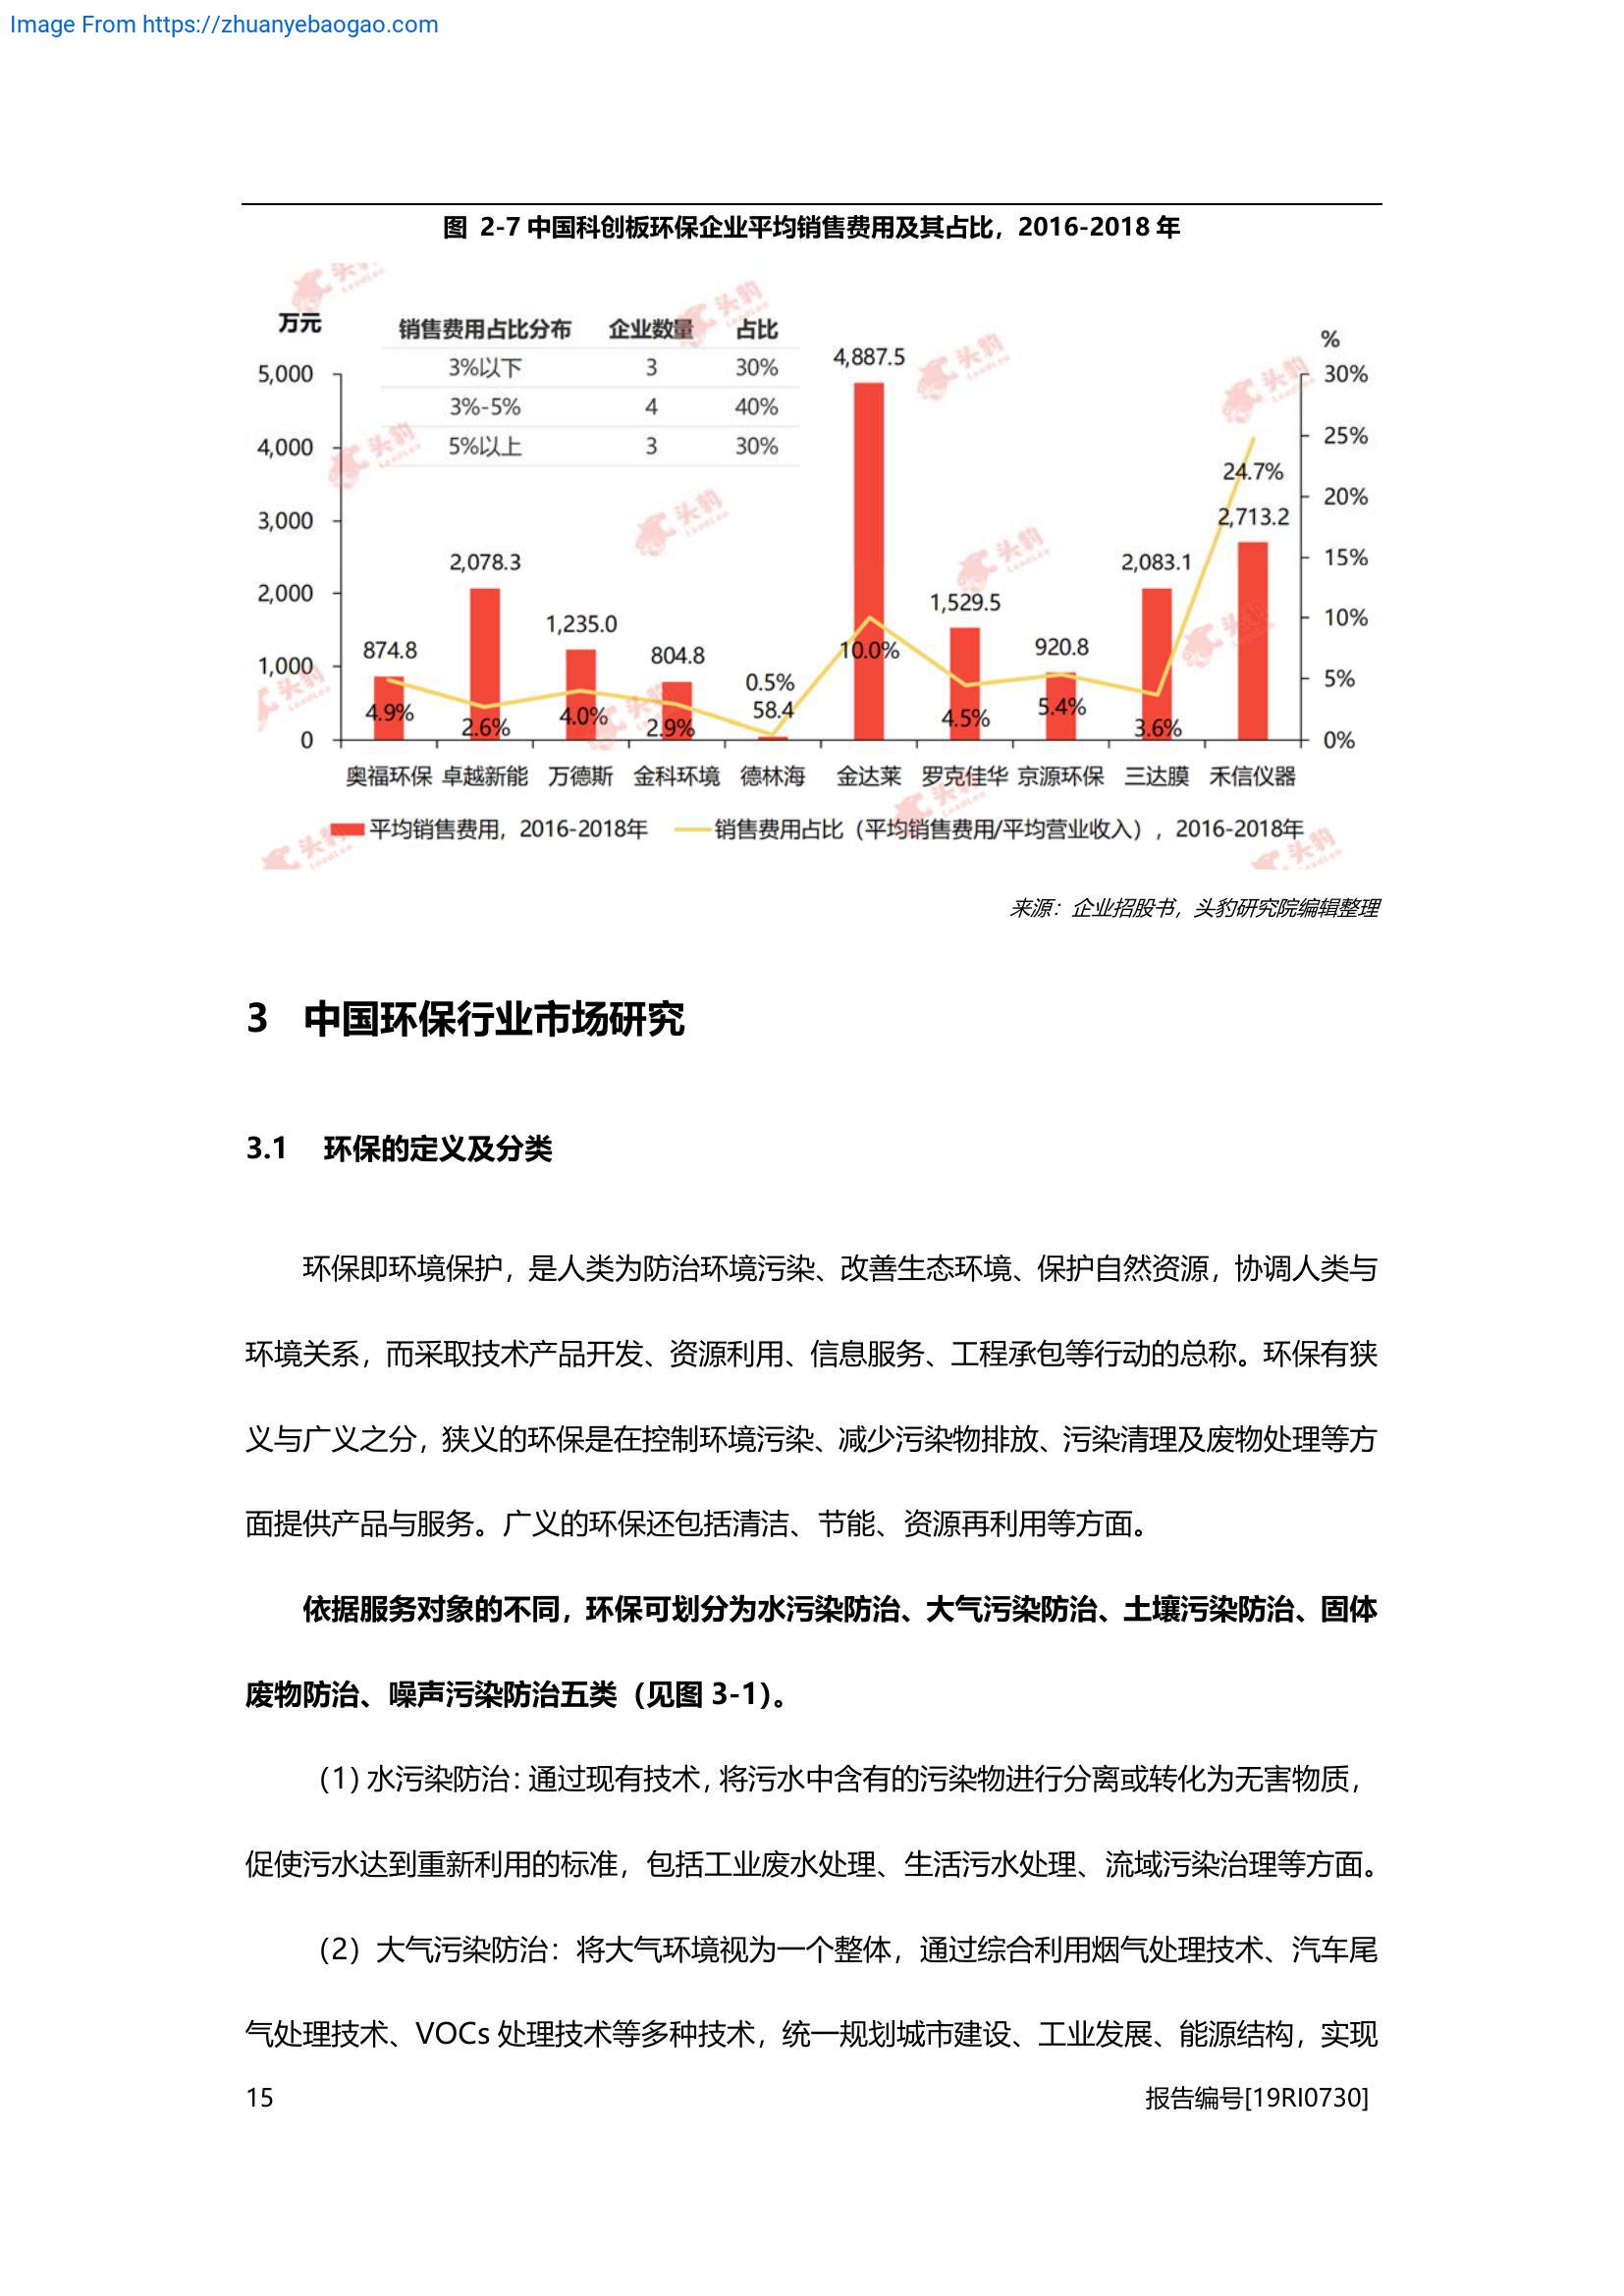 Image From https://zhuanyebaogao.com
图 2-7 中国科创板环保企业平均销售费用及其占比，2016-2018 年
万元
销售费用占比分布 企业数量 占比
3%以下 3 30%
3%-5% 4 40%
5%以上 3 30%
%
5,000
4,000
3,000
2,000
1,000
0
30%
25%
20%
15%
10%
5%
0%
874.8
2,078.3
1,235.0
804.8
58.4
4,887.5
1,529.5
920.8
2,083.1
2,713.2
4.9%
2.6%
4.0%
2.9%
0.5%
10.0%
4.5%
5.4%
3.6%
24.7%
奥福环保 卓越新能 万德斯 金科环境 德林海 金达莱 罗克佳华 京源环保 三达膜 禾信仪器
平均销售费用，2016-2018年 销售费用占比（平均销售费用/平均营业收入），2016-2018年
头豹
LeadLeo
来源：企业招股书，头豹研究院编辑整理
3 中国环保行业市场研究
3.1 环保的定义及分类
环保即环境保护，是人类为防治环境污染、改善生态环境、保护自然资源，协调人类与
环境关系，而采取技术产品开发、资源利用、信息服务、工程承包等行动的总称。环保有狭
义与广义之分，狭义的环保是在控制环境污染、减少污染物排放、污染清理及废物处理等方
面提供产品与服务。广义的环保还包括清洁、节能、资源再利用等方面。
依据服务对象的不同，环保可划分为水污染防治、大气污染防治、土壤污染防治、固体
废物防治、噪声污染防治五类（见图 3-1）。
（1）水污染防治：通过现有技术，将污水中含有的污染物进行分离或转化为无害物质，
促使污水达到重新利用的标准，包括工业废水处理、生活污水处理、流域污染治理等方面。
（2）大气污染防治：将大气环境视为一个整体，通过综合利用烟气处理技术、汽车尾
气处理技术、VOCs 处理技术等多种技术，统一规划城市建设、工业发展、能源结构，实现
15 报告编号[19RI0730]